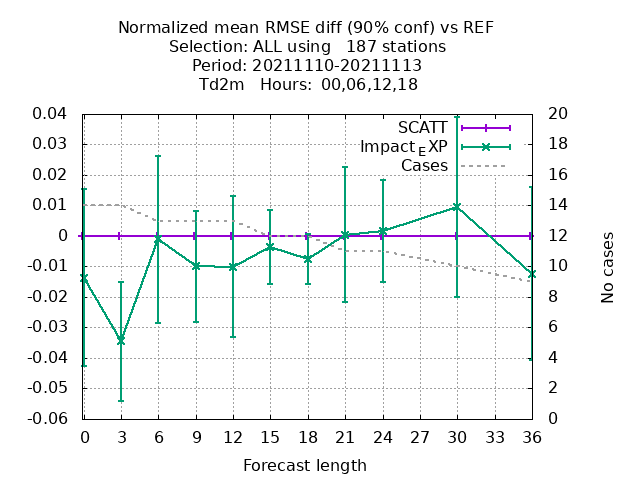 Normalized mean RMSE diff (90% conf) vs REF
Selection: ALL using   187 stations
Period: 20211110-20211113
Td2m   Hours: 00,06,12,18
SCATT
Impact_EXP
Cases
0.04
0.03
0.02
0.01
0
-0.01
-0.02
-0.03
-0.04
-0.05
-0.06
20
18
16
14
12
10
8
6
4
2
0
No cases
0 3 6 9 12 15 18 21 24 27 30 33 36
Forecast length